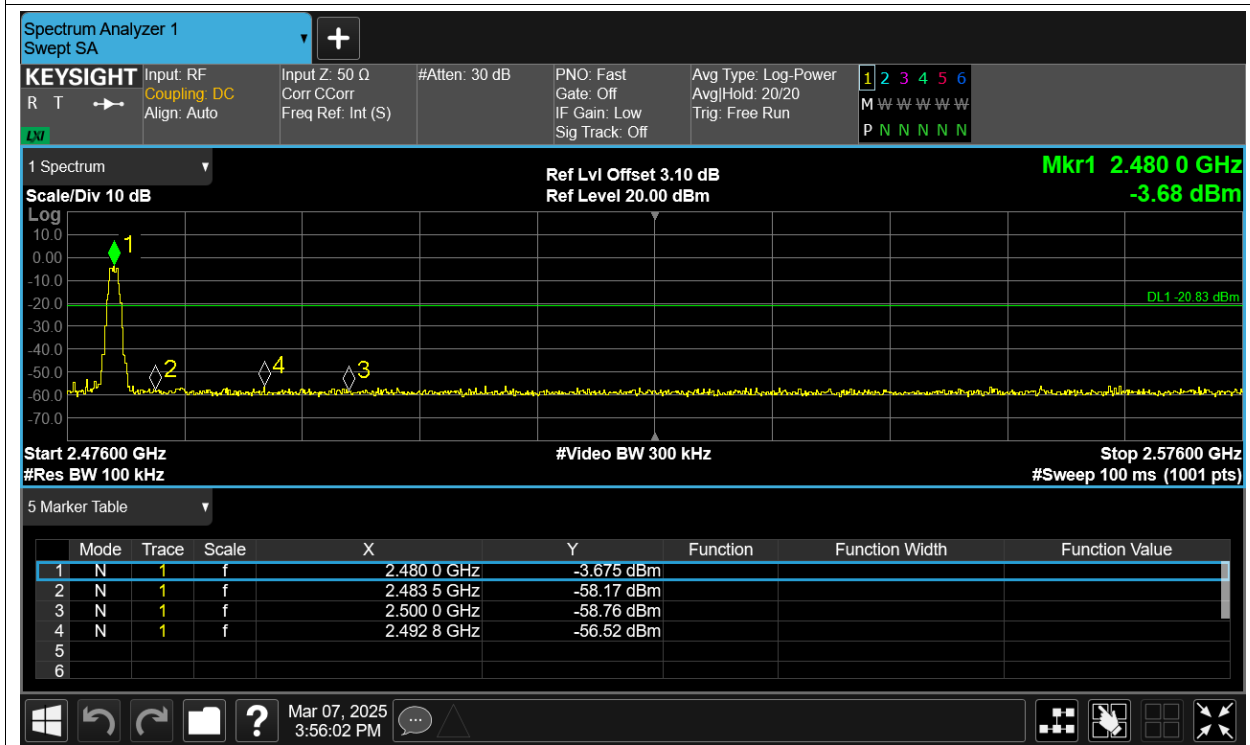 Spectrum Analyzer 1
Swept SA
KEYSIGHT
R T
LXI
Input: RF
Coupling: DC
Align: Auto
Input Z: 50 Ω
Corr CCorr
Freq Ref: Int (S)
#Atten: 30 dB
PNO: Fast
Gate: Off
IF Gain: Low
Sig Track: Off
Avg Type: Log-Power
Avg|Hold: 20/20
Trig: Free Run
1 2 3 4 5 6
M W W W W W
P N N N N N
1 Spectrum
Scale/Div 10 dB
Ref Lvl Offset 3.10 dB
Ref Level 20.00 dBm
Mkr1 2.480 0 GHz
-3.68 dBm
Log
10.0
0.00
-10.0
-20.0
-30.0
-40.0
-50.0
-60.0
-70.0
1
2
4
3
DL1 -20.83 dBm
Start 2.47600 GHz
#Video BW 300 kHz
Stop 2.57600 GHz
#Res BW 100 kHz
#Sweep 100 ms (1001 pts)
5 Marker Table
Mode Trace Scale X Y Function Function Width Function Value
1 N 1 f 2.480 0 GHz -3.675 dBm
2 N 1 f 2.483 5 GHz -58.17 dBm
3 N 1 f 2.500 0 GHz -58.76 dBm
4 N 1 f 2.492 8 GHz -56.52 dBm
5
6
?
Mar 07, 2025
3:56:02 PM